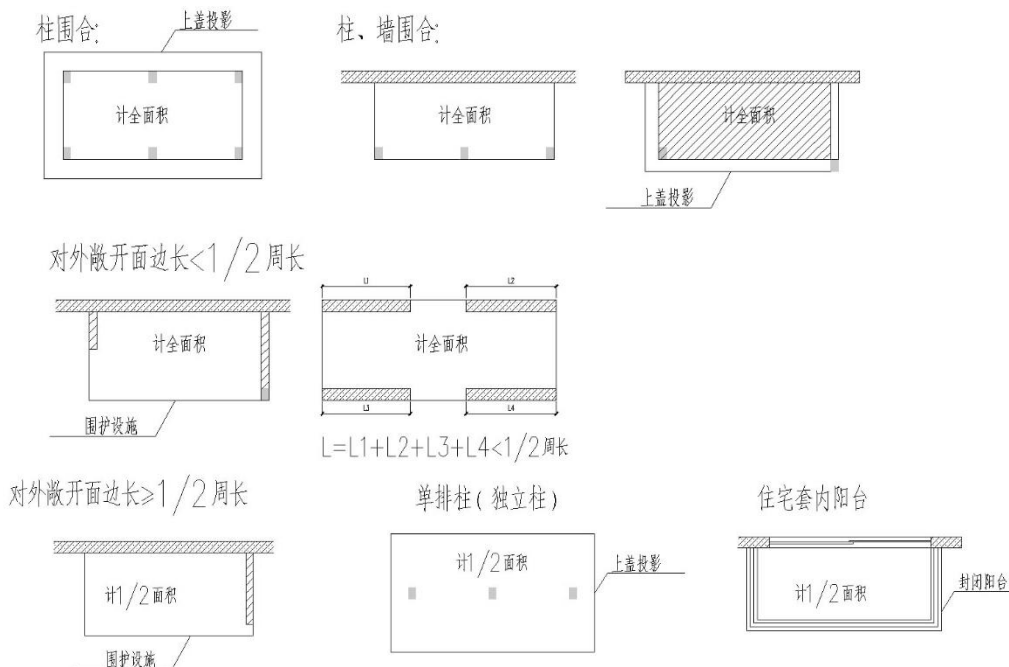 柱围合:
上盖投影
柱、墙围合:
计全面积
计全面积
计全面积
上盖投影
对外敞开面边长<1/2周长
L1
L2
计全面积
计全面积
围护设施
L3
L4
L=L1+L2+L3+L4<1/2周长
对外敞开面边长≥1/2周长
单排柱(独立柱)
住宅套内阳台
计1/2面积
上盖投影
计1/2面积
计1/2面积
封闭阳台
围护设施